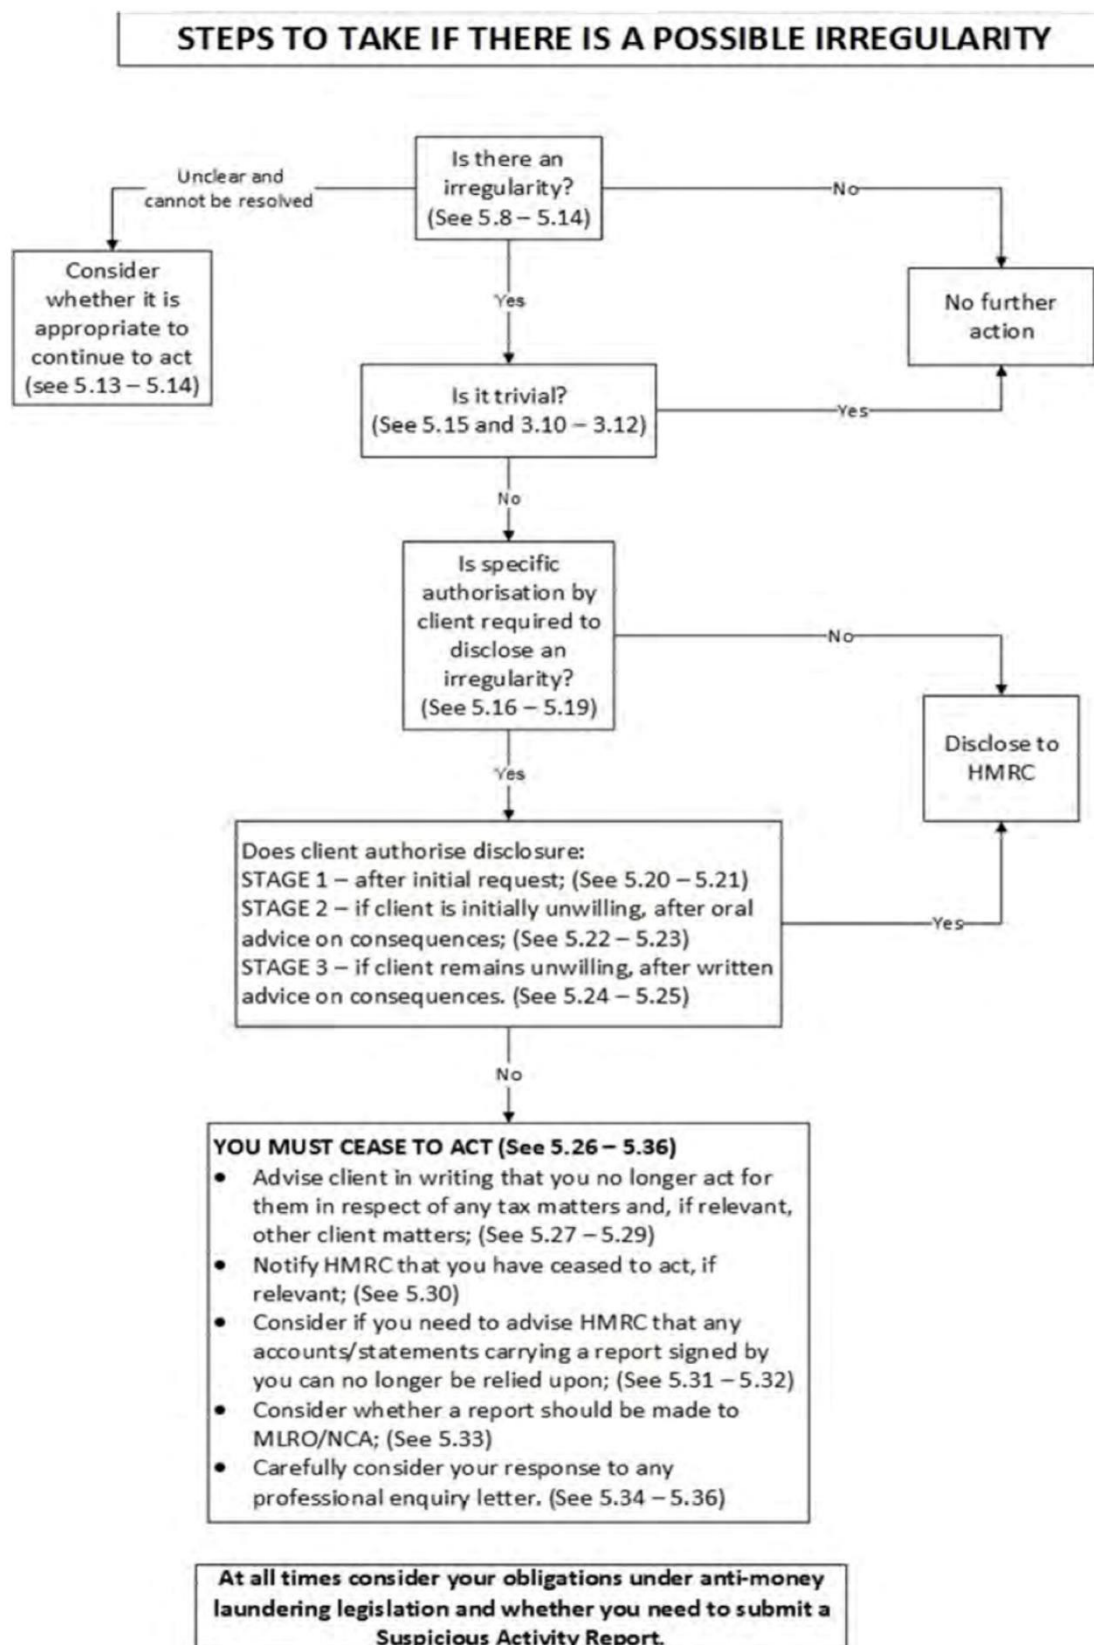 STEPS TO TAKE IF THERE IS A POSSIBLE IRREGULARITY
Is there an
irregularity?
(See 5.8 – 5.14)
Unclear and
cannot be resolved
No
Consider
whether it is
appropriate to
continue to act
(see 5.13 – 5.14)
Yes
No further
action
Is it trivial?
(See 5.15 and 3.10 – 3.12)
Yes
No
Is specific
authorisation by
client required to
disclose an
irregularity?
(See 5.16 – 5.19)
No
Disclose to
HMRC
Yes
Does client authorise disclosure:
STAGE 1 – after initial request; (See 5.20 – 5.21)
STAGE 2 – if client is initially unwilling, after oral
advice on consequences; (See 5.22 – 5.23)
STAGE 3 – if client remains unwilling, after written
advice on consequences. (See 5.24 – 5.25)
Yes
No
YOU MUST CEASE TO ACT (See 5.26 – 5.36)
• Advise client in writing that you no longer act for
them in respect of any tax matters and, if relevant,
other client matters; (See 5.27 – 5.29)
• Notify HMRC that you have ceased to act, if
relevant; (See 5.30)
• Consider if you need to advise HMRC that any
accounts/statements carrying a report signed by
you can no longer be relied upon; (See 5.31 – 5.32)
• Consider whether a report should be made to
MLRO/NCA; (See 5.33)
• Carefully consider your response to any
professional enquiry letter. (See 5.34 – 5.36)
At all times consider your obligations under anti-money
laundering legislation and whether you need to submit a
Suspicious Activity Report.